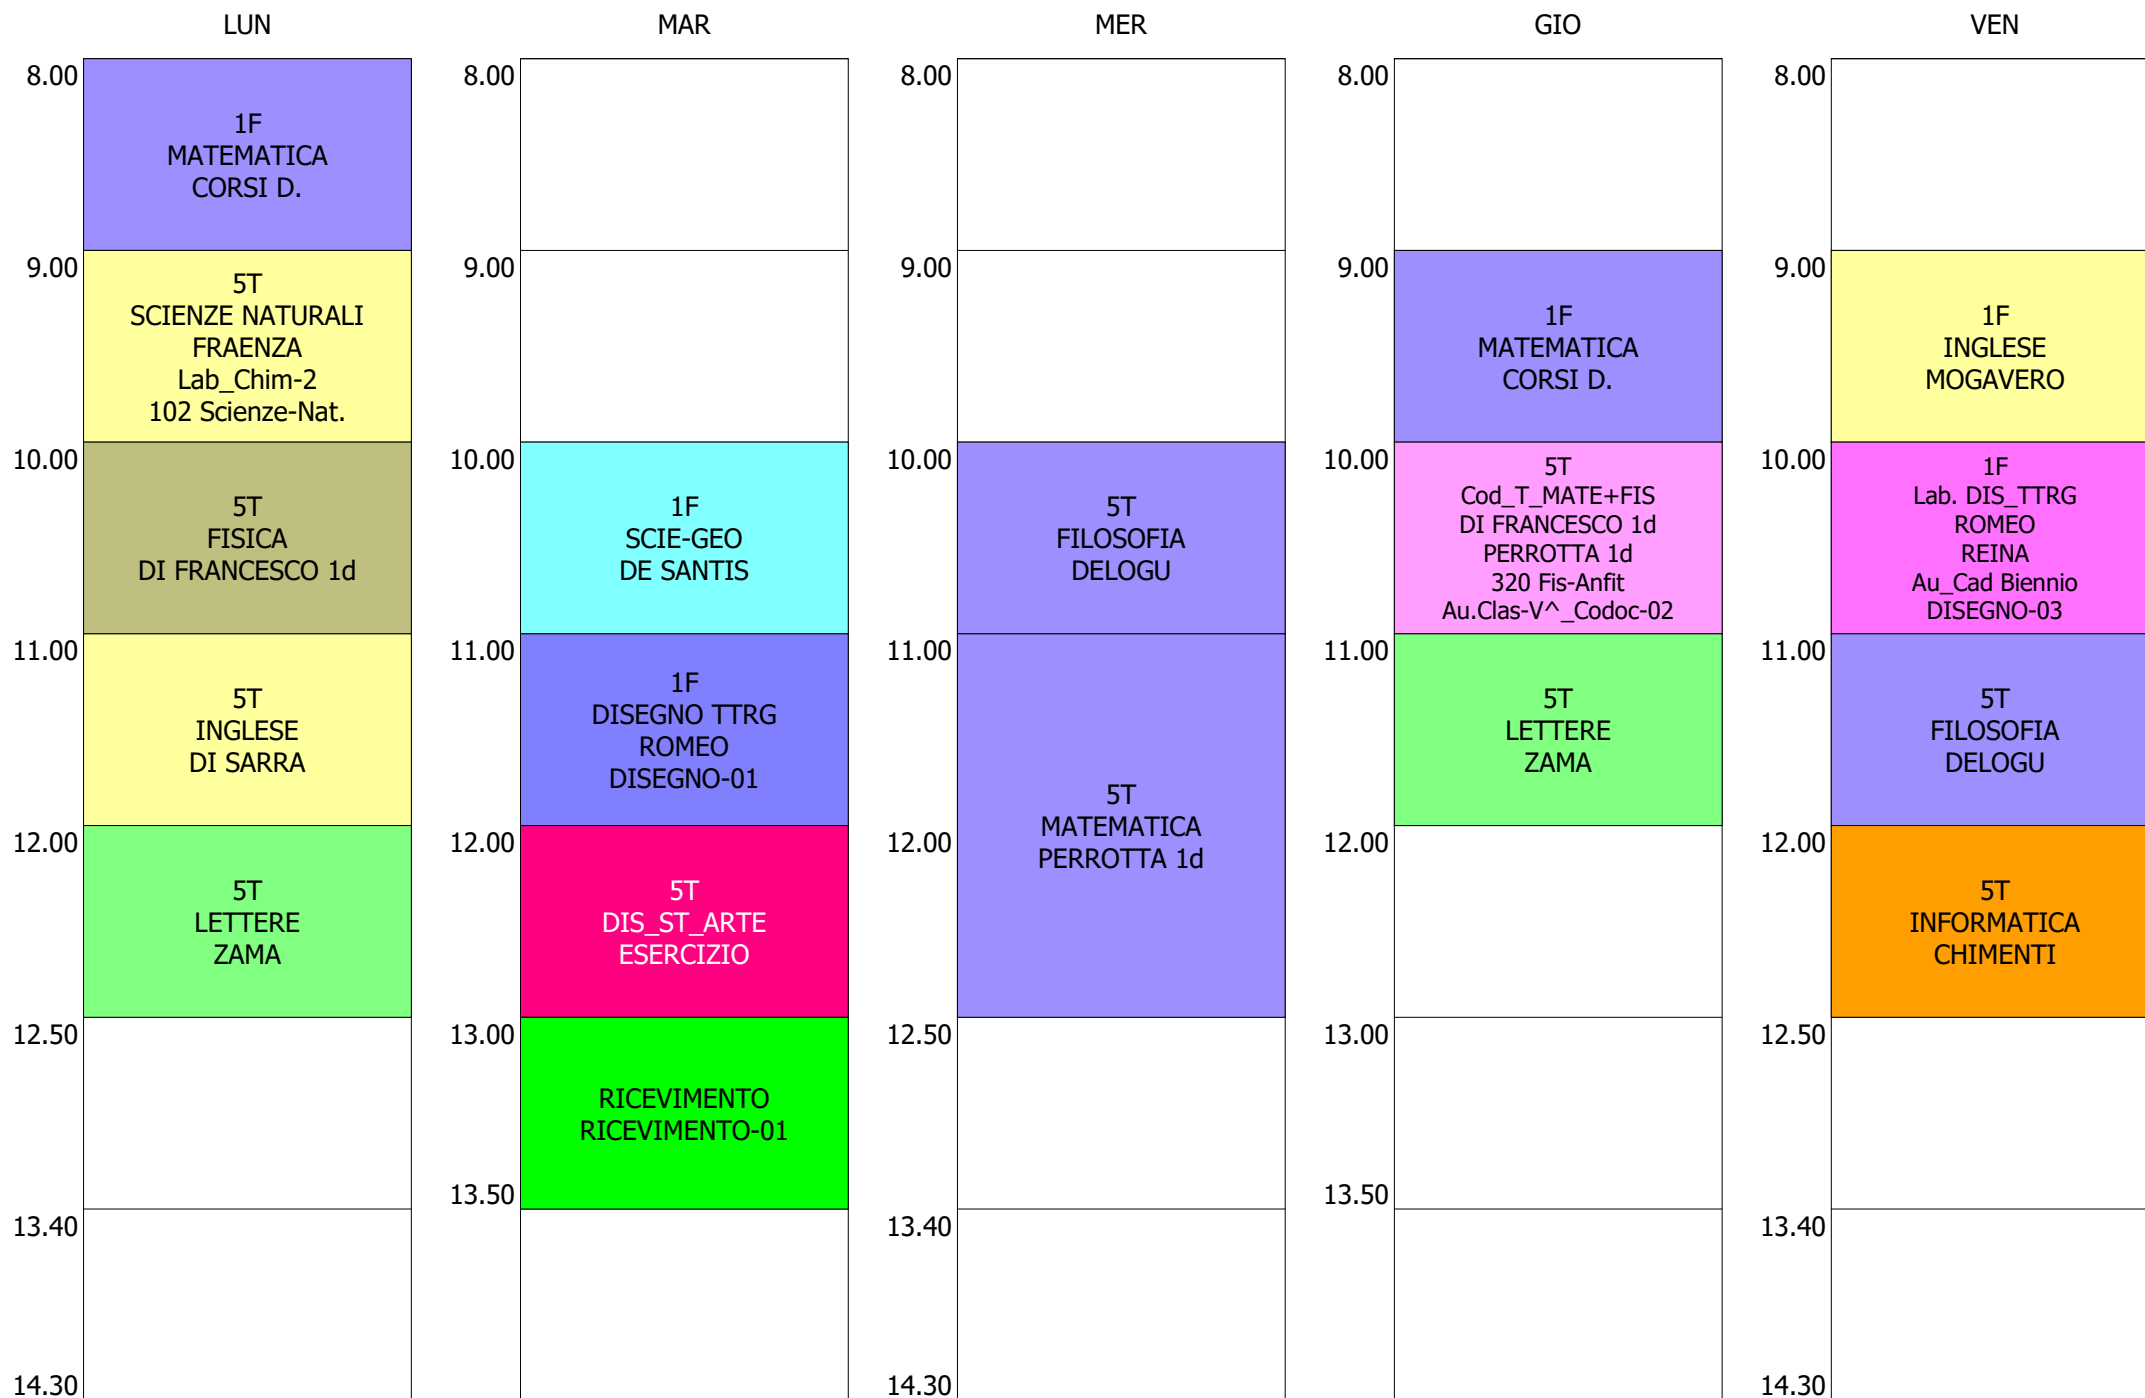 LUN
8.00
1F
MATEMATICA
CORSI D.
9.00
5T
SCIENZE NATURALI
FRAENZA
Lab_Chim-2
102 Scienze-Nat.
10.00
5T
FISICA
DI FRANCESCO 1d
11.00
5T
INGLESE
DI SARRA
12.00
5T
LETTERE
ZAMA
12.50
13.40
14.30
MAR
8.00
9.00
10.00
1F
SCIE-GEO
DE SANTIS
11.00
1F
DISEGNO TTRG
ROMEO
DISEGNO-01
12.00
5T
DIS_ST_ARTE
ESERCIZIO
13.00
RICEVIMENTO
RICEVIMENTO-01
13.50
MER
8.00
9.00
10.00
5T
FILOSOFIA
DELOGU
11.00
5T
MATEMATICA
PERROTTA 1d
12.00
12.50
13.40
14.30
GIO
8.00
9.00
1F
MATEMATICA
CORSI D.
10.00
5T
Cod_T_MATE+FIS
DI FRANCESCO 1d
PERROTTA 1d
320 Fis-Anfit
Au.Clas-V^_Codoc-02
11.00
5T
LETTERE
ZAMA
12.00
13.00
13.50
VEN
8.00
9.00
1F
INGLESE
MOGAVERO
10.00
1F
Lab. DIS_TTRG
ROMEO
REINA
Au_Cad Biennio
DISEGNO-03
11.00
5T
FILOSOFIA
DELOGU
12.00
5T
INFORMATICA
CHIMENTI
12.50
13.40
14.30